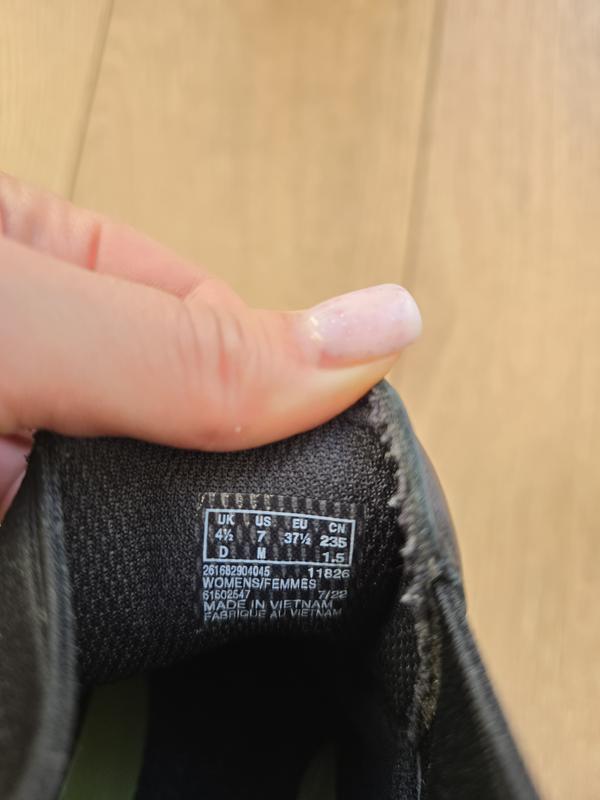 UK US EU CN
4½ 7 37½ 235
D M 1.5
261682904045 11826
WOMENS/FEMMES
61502547 7/22
MADE IN VIETNAM
FABRIQUE AU VIETNAM